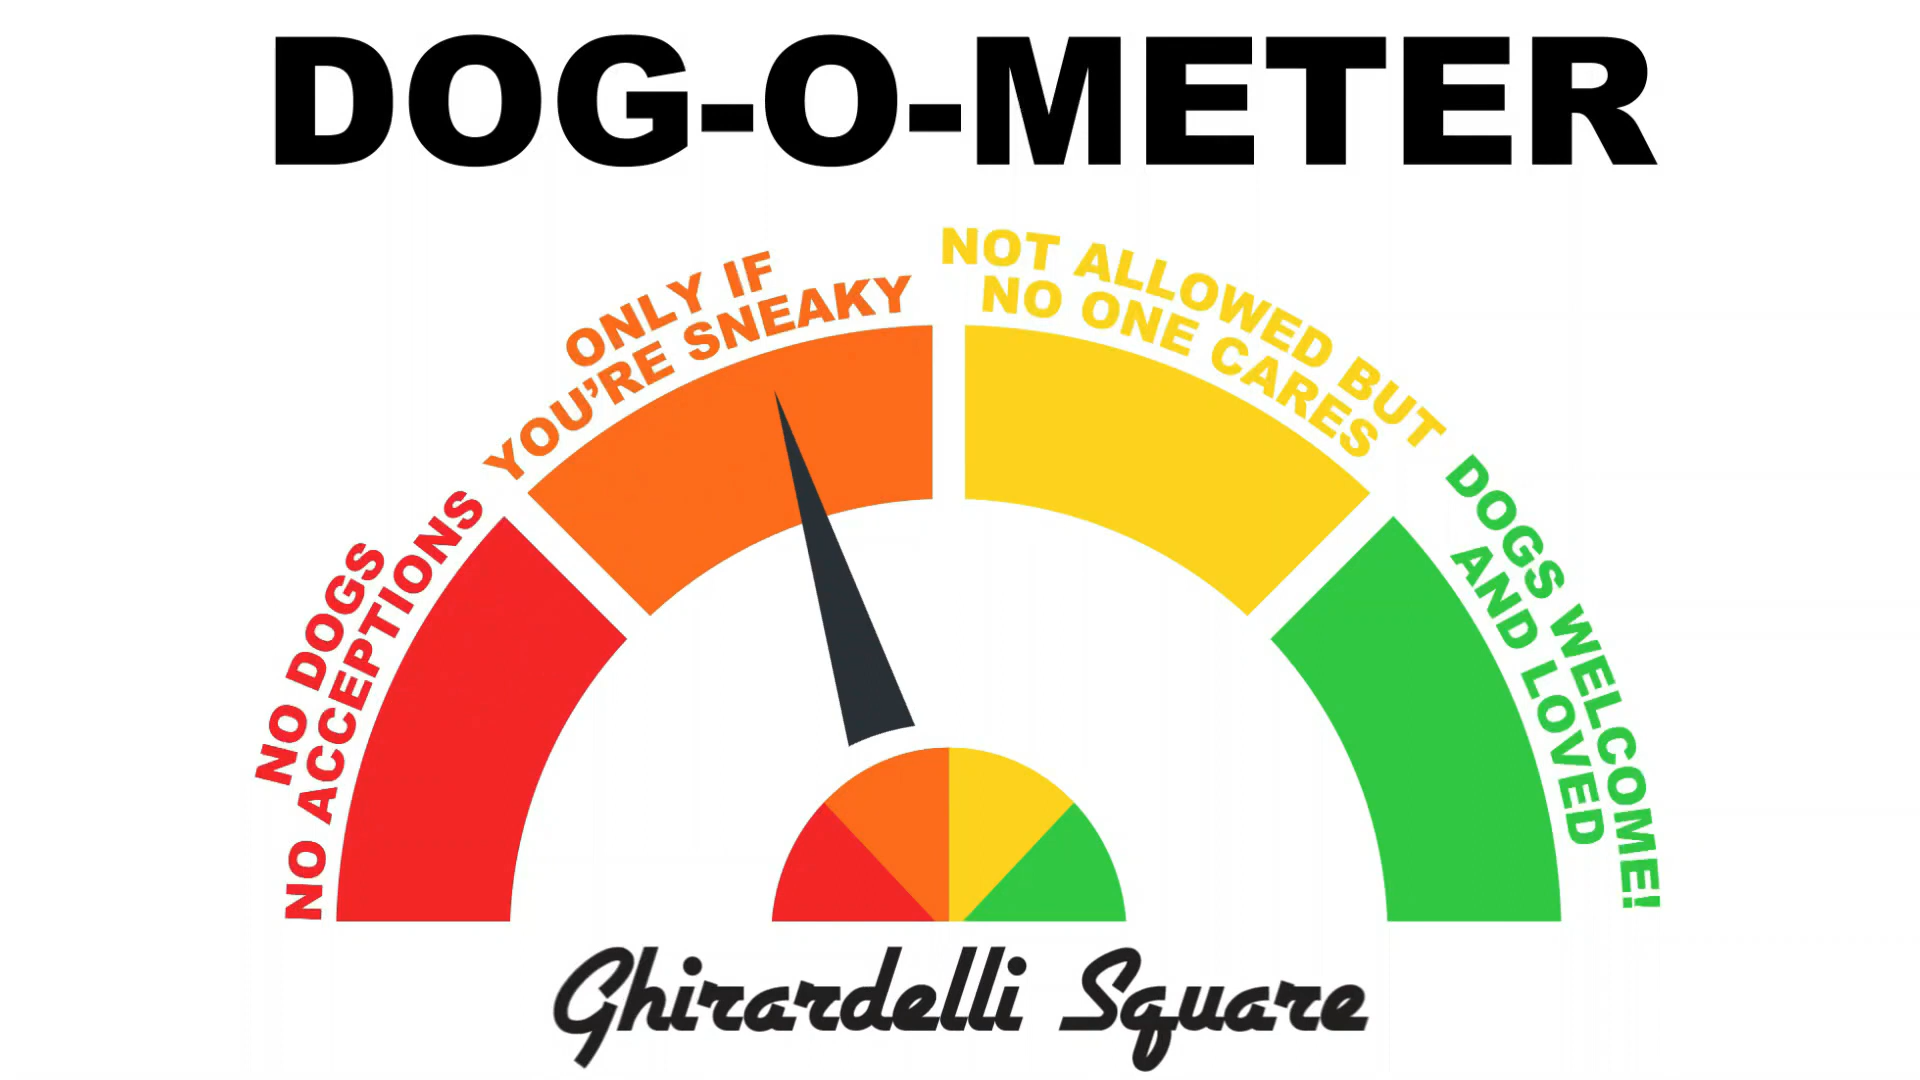 DOG-O-METER
NO DOGS
NO ACCEPTIONS
ONLY IF
YOU'RE SNEAKY
NOT ALLOWED BUT
NO ONE CARES
DOGS WELCOME!
AND LOVED
Ghirardelli Square